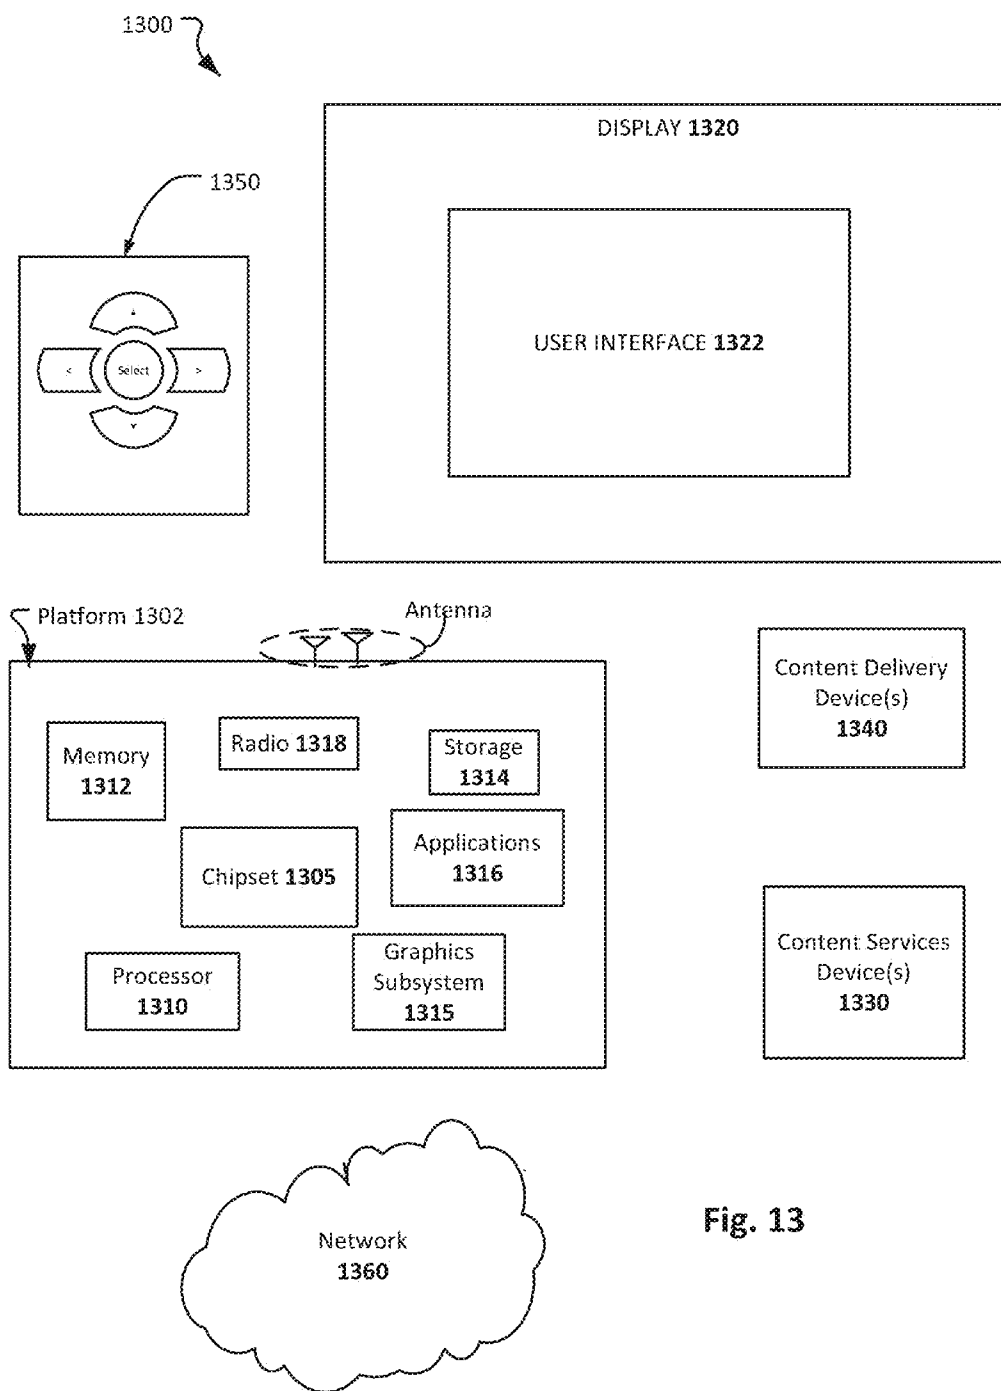 1300
DISPLAY 1320
1350
USER INTERFACE 1322
<
Select
>
Platform 1302
Antenna
Content Delivery
Device(s)
1340
Memory
1312
Radio 1318
Storage
1314
Chipset 1305
Applications
1316
Processor
1310
Graphics
Subsystem
1315
Content Services
Device(s)
1330
Network
1360
Fig. 13